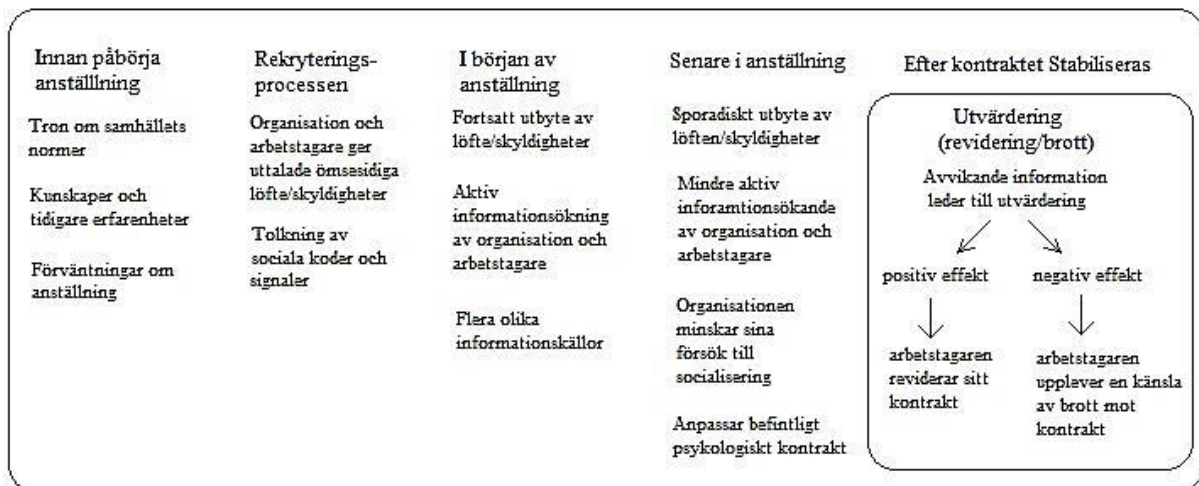 Innan påbörja
anställlning
Tron om samhällets
normer
Kunskaper och
tidigare erfarenheter
Förväntningar om
anställning
Rekryterings-
processen
Organisation och
arbetstagare ger
uttalade ömsesidiga
löfte/skyldigheter
Tolkning av
sociala koder och
signaler
I början av
anställning
Fortsatt utbyte av
löfte/skyldigheter
Aktiv
informationsökning
av organisation och
arbetstagare
Flera olika
informationskällor
Senare i anställning
Sporadiskt utbyte av
löften/skyldigheter
Mindre aktiv
inforamtionsökande
av organisation och
arbetstagare
Organisationen
minskar sina
försök till
socialisering
Anpassar befintligt
psykologiskt kontrakt
Efter kontraktet Stabiliseras
Utvärdering
(revidering/brott)
Avvikande information
leder till utvärdering
positiv effekt
negativ effekt
arbetstagaren
reviderar sitt
kontrakt
arbetstagaren
upplever en känsla
av brott mot
kontrakt